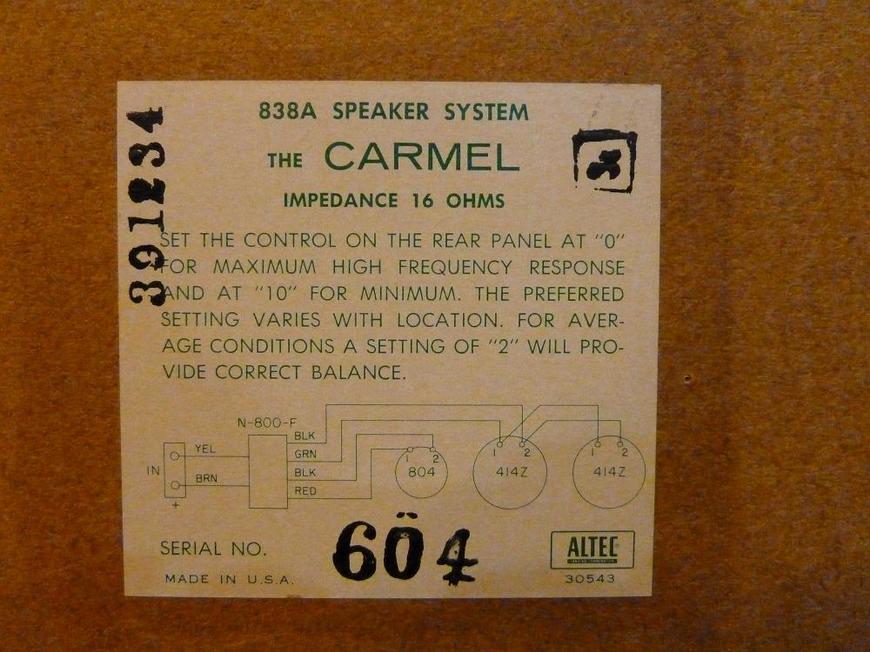 838A SPEAKER SYSTEM
THE CARMEL
IMPEDANCE 16 OHMS
391234
SET THE CONTROL ON THE REAR PANEL AT "0"
FOR MAXIMUM HIGH FREQUENCY RESPONSE
AND AT "10" FOR MINIMUM. THE PREFERRED
SETTING VARIES WITH LOCATION. FOR AVER-
AGE CONDITIONS A SETTING OF "2" WILL PRO-
VIDE CORRECT BALANCE.
N-800-F
IN
YEL
BRN
+
BLK
GRN
BLK
RED
1 2
804
1 2
414Z
1 2
414Z
SERIAL NO. 604
ALTEC
MADE IN U.S.A.
30543